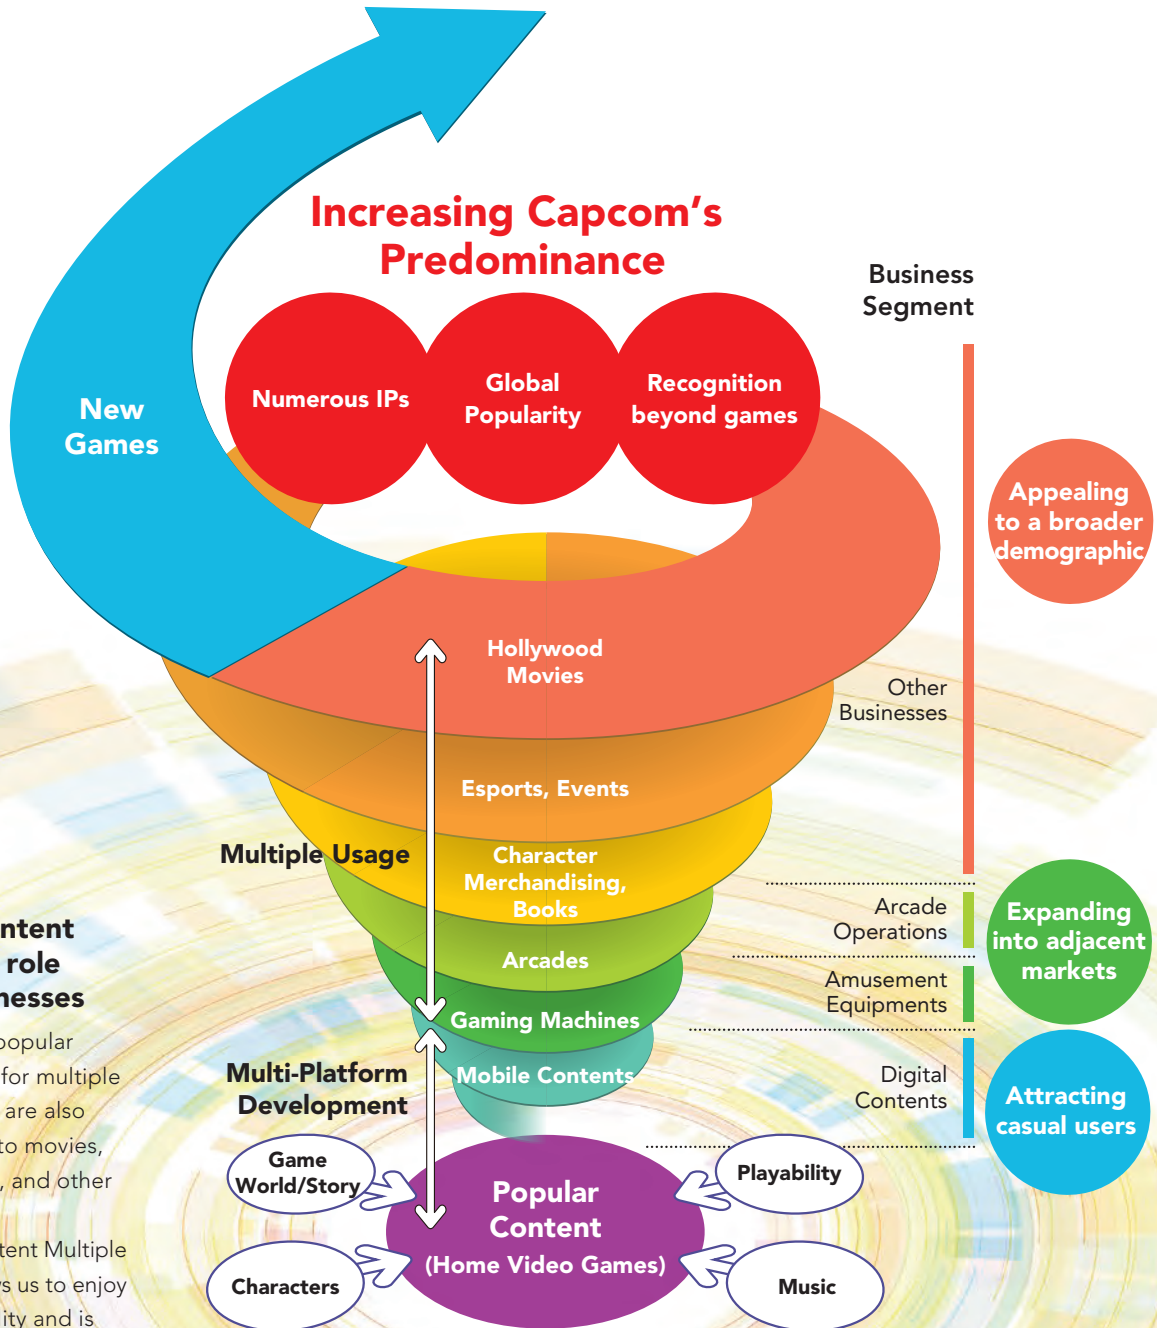 Increasing Capcom's
Predominance
Business
Segment
Numerous IPs
Global
Popularity
Recognition
beyond games
New
Games
Appealing
to a broader
demographic
Hollywood
Movies
Other
Businesses
Esports, Events
Multiple Usage
Character
Merchandising,
Books
Arcade
Operations
Expanding
into adjacent
markets
Arcades
Amusement
Equipments
Gaming Machines
Multi-Platform
Development
Mobile Contents
Digital
Contents
Attracting
casual users
Game
World/Story
Playability
Popular
Content
(Home Video Games)
Characters
Music
role
popular
for multiple
are also
to movies,
, and other
Multiple
us to enjoy
and is